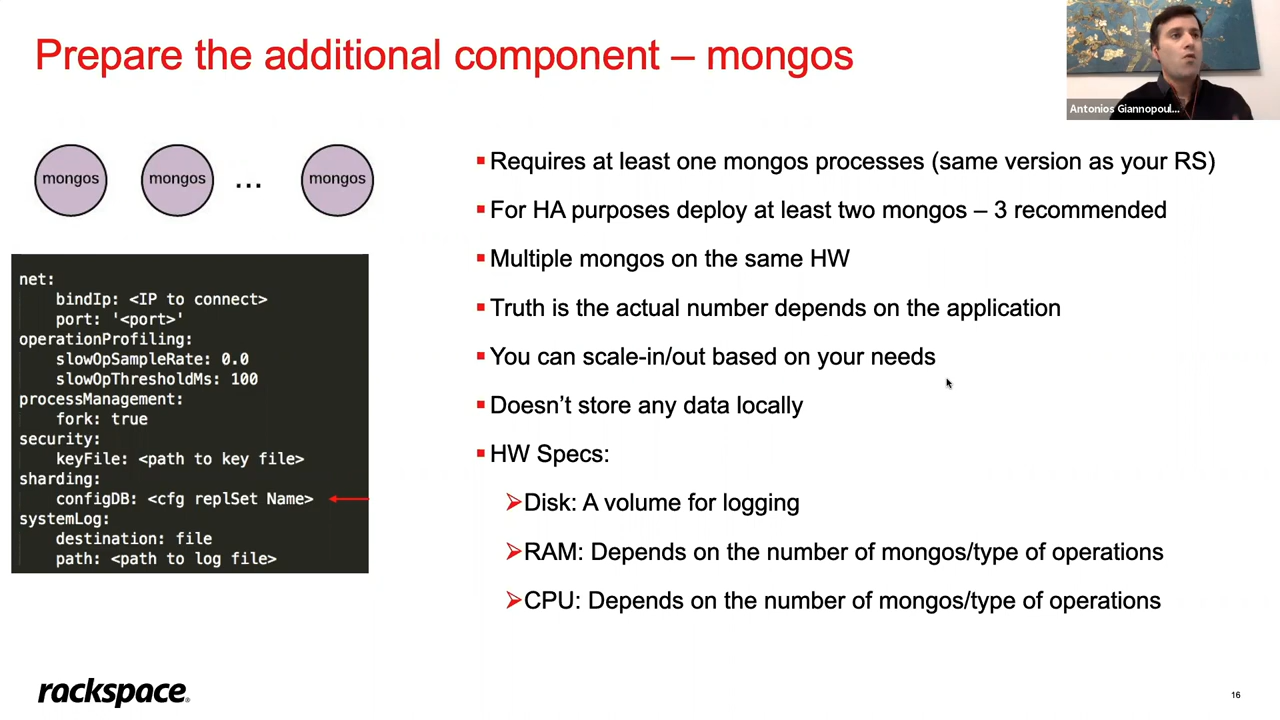 Prepare the additional component – mongos
Antonios Giannopoul...
mongos
mongos
...
mongos
net:
bindIp: <IP to connect>
port: '<port>'
operationProfiling:
slowOpSampleRate: 0.0
slowOpThresholdMs: 100
processManagement:
fork: true
security:
keyFile: <path to key file>
sharding:
configDB: <cfg replSet Name>
systemLog:
destination: file
path: <path to log file>
Requires at least one mongos processes (same version as your RS)
For HA purposes deploy at least two mongos – 3 recommended
Multiple mongos on the same HW
Truth is the actual number depends on the application
You can scale-in/out based on your needs
Doesn't store any data locally
HW Specs:
Disk: A volume for logging
RAM: Depends on the number of mongos/type of operations
CPU: Depends on the number of mongos/type of operations
rackspace®
16